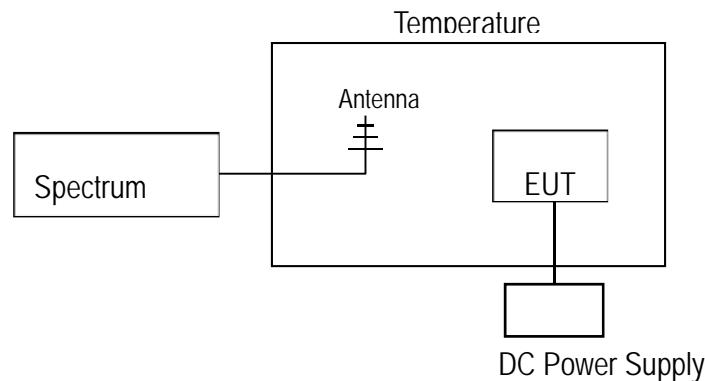 Temperature
Antenna
Spectrum
EUT
DC Power Supply